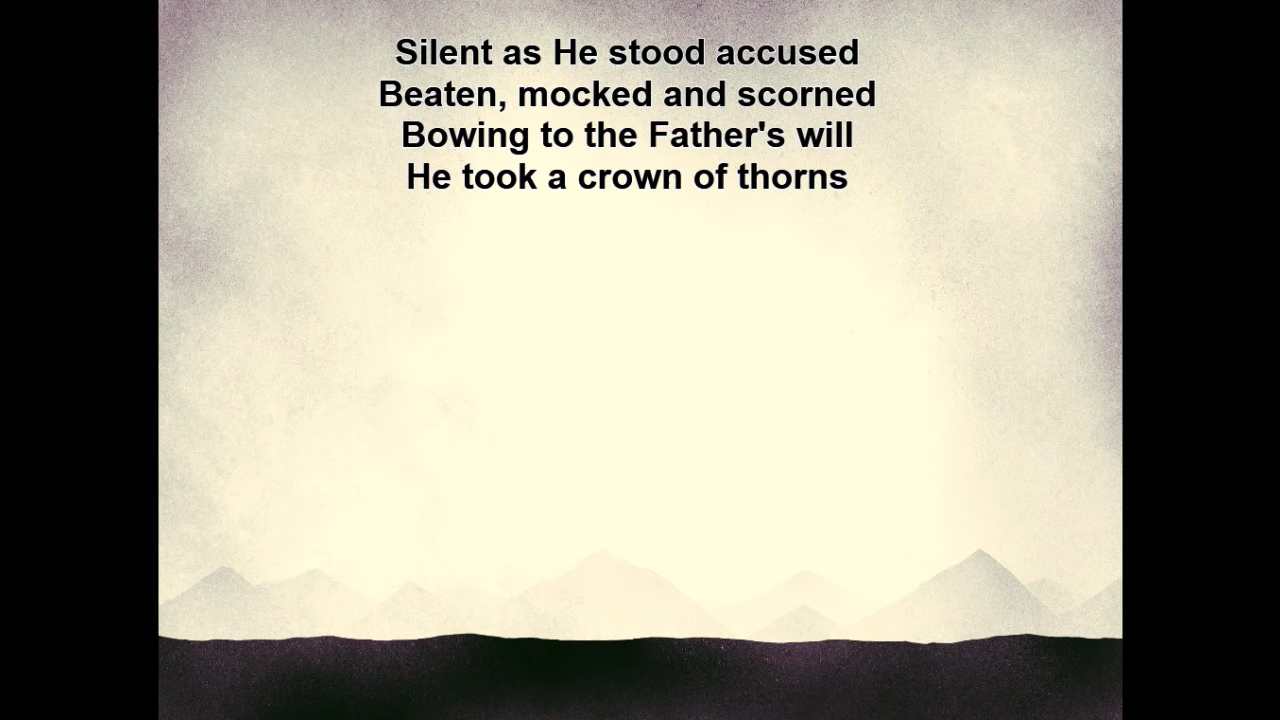 Silent as He stood accused
Beaten, mocked and scorned
Bowing to the Father's will
He took a crown of thorns